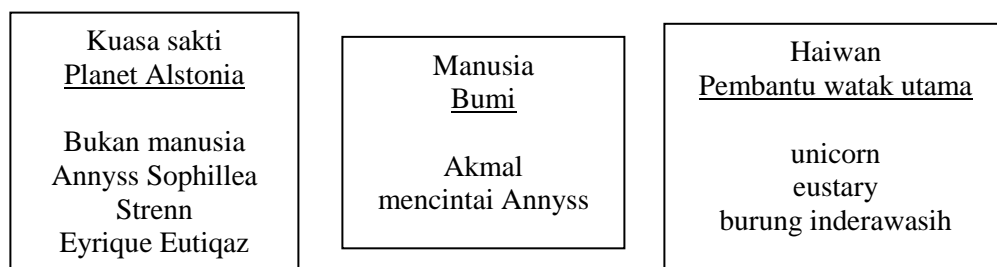 Kuasa sakti
Planet Alstonia
Bukan manusia
Annyss Sophillea
Strenn
Eyrique Eutiqaz
Manusia
Bumi
Akmal
mencintai Annyss
Haiwan
Pembantu watak utama
unicorn
eustary
burung inderawasih